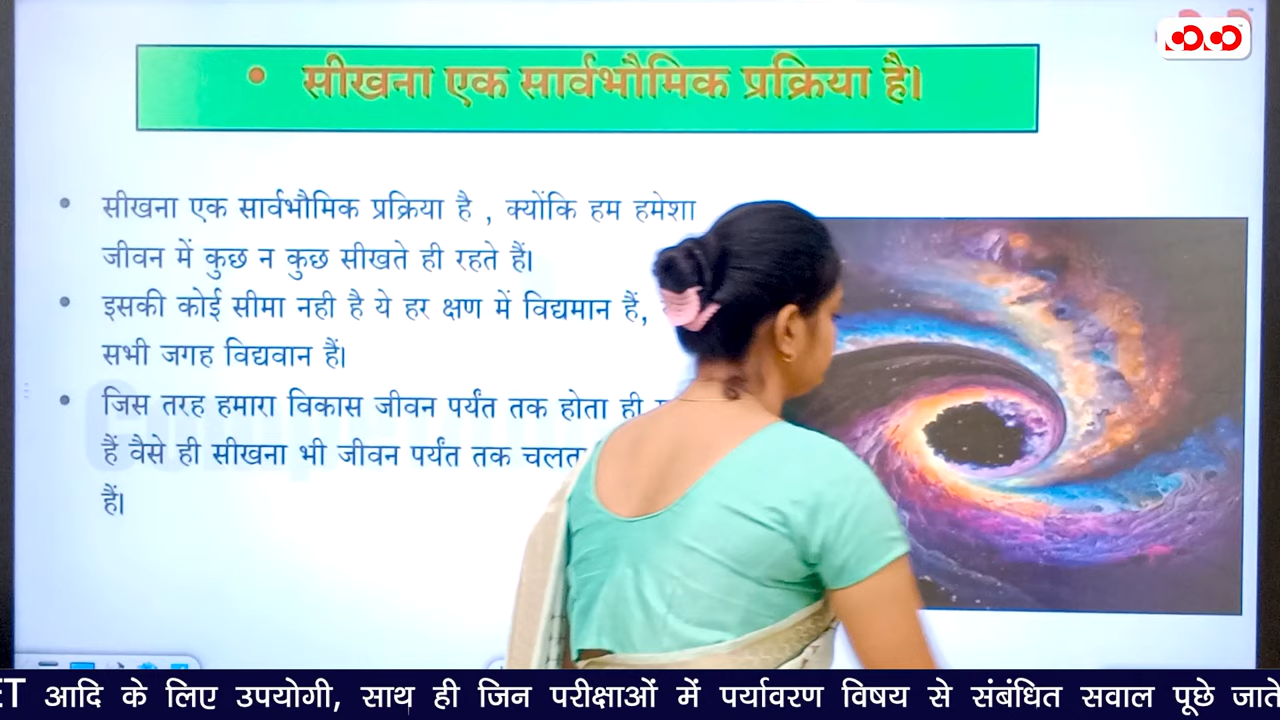 • सीखना एक सार्वभौमिक प्रक्रिया है।
• सीखना एक सार्वभौमिक प्रक्रिया है , क्योंकि हम हमेशा
जीवन में कुछ न कुछ सीखते ही रहते हैं।
• इसकी कोई सीमा नही है ये हर क्षण में विद्यमान हैं,
सभी जगह विद्यवान हैं।
• जिस तरह हमारा विकास जीवन पर्यंत तक होता ही
हैं वैसे ही सीखना भी जीवन पर्यंत तक
हैं।
ET आदि के लिए उपयोगी, साथ ही जिन परीक्षाओं में पर्यावरण विषय से संबंधित सवाल पूछे जाते